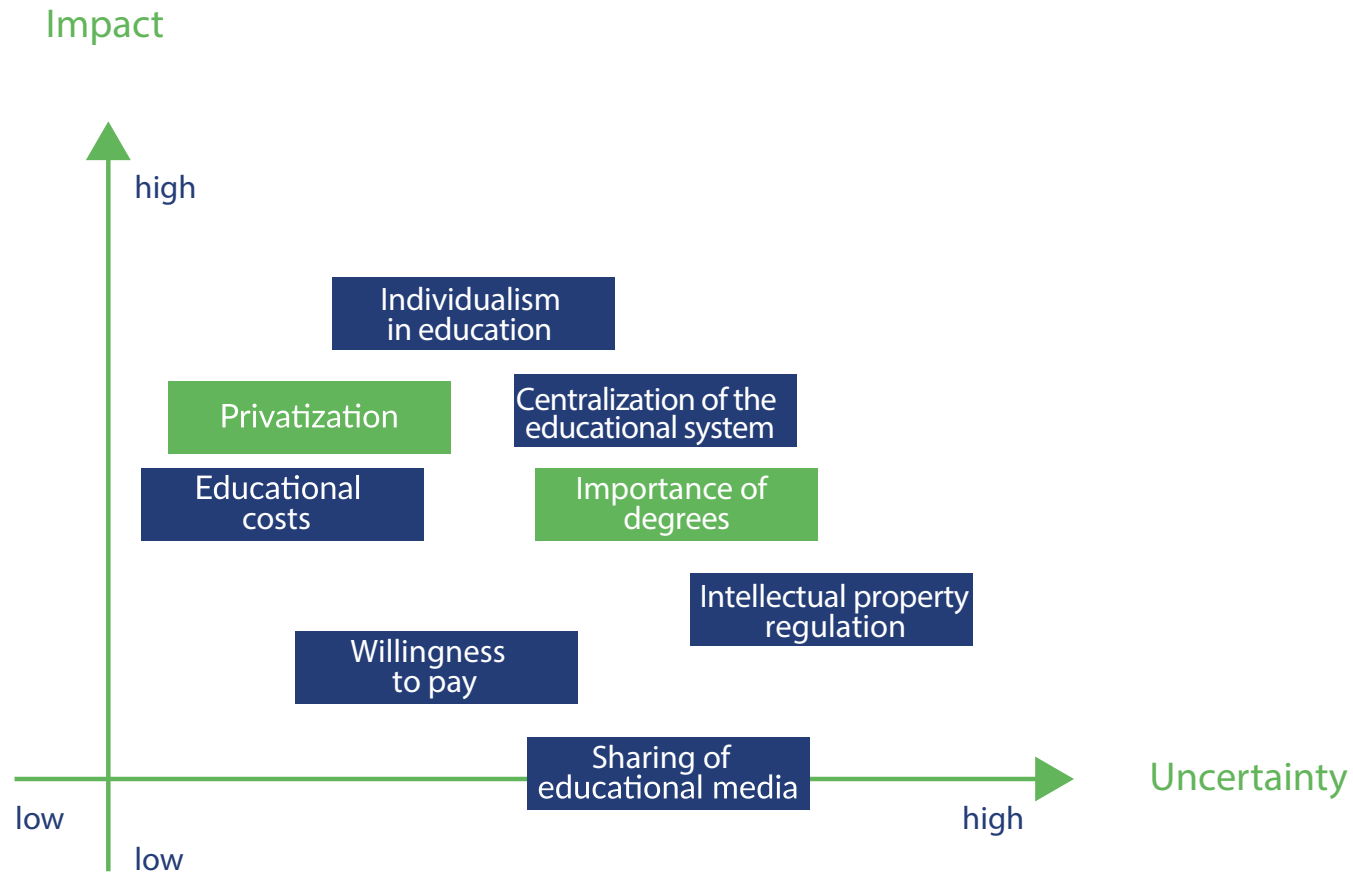 Impact
high
Individualism
in education
Privatization
Centralization of the
educational system
Educational
costs
Importance of
degrees
Intellectual property
regulation
Willingness
to pay
Sharing of
educational media
Uncertainty
low
high
low